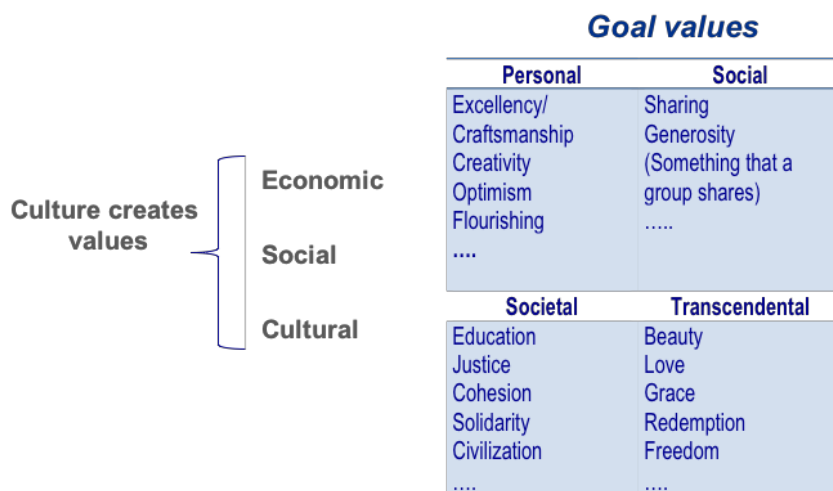 Culture creates
values
Economic
Social
Cultural
Goal values
Personal
Excellency/
Craftsmanship
Creativity
Optimism
Flourishing
....
Social
Sharing
Generosity
(Something that a
group shares)
.....
Societal
Education
Justice
Cohesion
Solidarity
Civilization
....
Transcendental
Beauty
Love
Grace
Redemption
Freedom
....